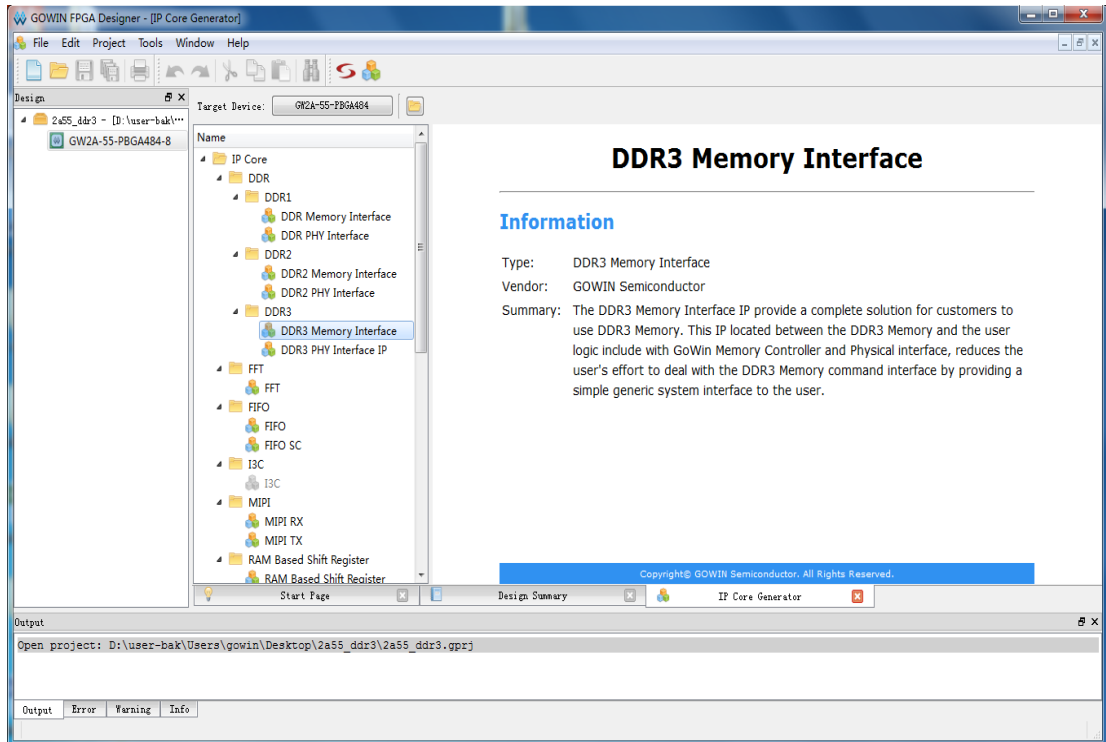 GOWIN FPGA Designer - [IP Core Generator]
File Edit Project Tools Window Help
Design
2a55_ddr3 - [D:\user-bak\···
GW2A-55-PBGA484-8
Target Device: GW2A-55-PBGA484
Name
IP Core
DDR
DDR1
DDR Memory Interface
DDR PHY Interface
DDR2
DDR2 Memory Interface
DDR2 PHY Interface
DDR3
DDR3 Memory Interface
DDR3 PHY Interface IP
FFT
FFT
FIFO
FIFO
FIFO SC
I3C
I3C
MIPI
MIPI RX
MIPI TX
RAM Based Shift Register
RAM Based Shift Register
DDR3 Memory Interface
Information
Type: DDR3 Memory Interface
Vendor: GOWIN Semiconductor
Summary: The DDR3 Memory Interface IP provide a complete solution for customers to
use DDR3 Memory. This IP located between the DDR3 Memory and the user
logic include with GoWin Memory Controller and Physical interface, reduces the
user's effort to deal with the DDR3 Memory command interface by providing a
simple generic system interface to the user.
Copyright© GOWIN Semiconductor. All Rights Reserved.
Start Page Design Summary IP Core Generator
Output
Open project: D:\user-bak\Users\gowin\Desktop\2a55_ddr3\2a55_ddr3.gprj
Output Error Warning Info